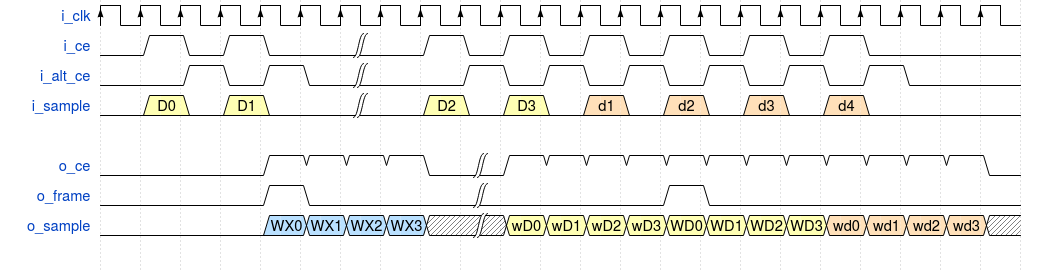 i_clk
i_ce
i_alt_ce
i_sample D0 D1 D2 D3 d1 d2 d3 d4
o_ce
o_frame
o_sample WX0 WX1 WX2 WX3 wD0 wD1 wD2 wD3 WD0 WD1 WD2 WD3 wd0 wd1 wd2 wd3